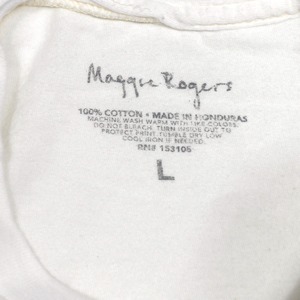 Maggie Rogers
100% COTTON • MADE IN HONDURAS
MACHINE WASH WARM WITH LIKE COLORS.
DO NOT BLEACH. TURN INSIDE OUT TO
PROTECT PRINT. TUMBLE DRY LOW
COOL IRON IF NEEDED.
RN# 153105
L